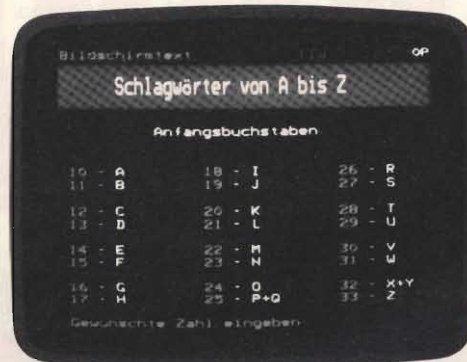 Bildschirmtext OP
Schlagwörter von A bis Z
Anfangsbuchstaben
10 - A 18 - I 26 - R
11 - B 19 - J 27 - S
12 - C 20 - K 28 - T
13 - D 21 - L 29 - U
14 - E 22 - M 30 - V
15 - F 23 - N 31 - W
16 - G 24 - O 32 - X+Y
17 - H 25 - P+Q 33 - Z
Gewünschte Zahl eingeben